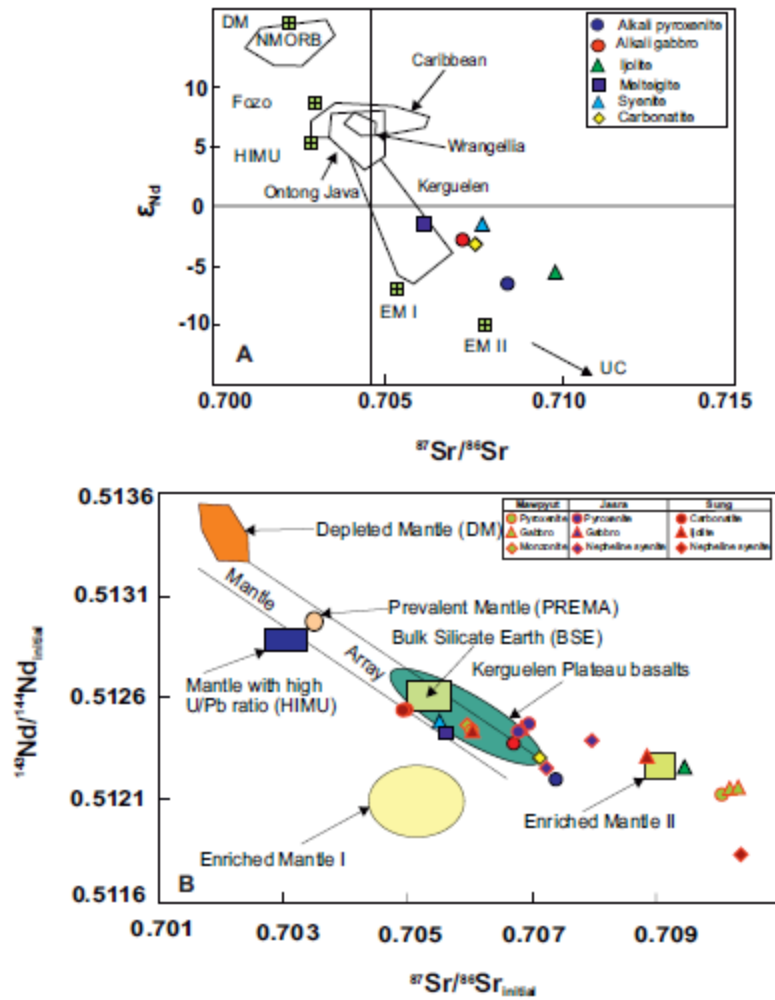 DM
NMORB
Alkali pyroxenite
Alkali gabbro
Ijolite
Melteigite
Syenite
Carbonatite
Caribbean
10
Fozo
5
HIMU
Wrangellia
Ontong Java
Kerguelen
εNd
0
-5
EM I
-10
EM II
UC
A
0.700
0.705
0.710
0.715
⁸⁷Sr/⁸⁶Sr
0.5136
Mawpyut Jasra Sung
Pyroxenite Pyroxenite Carbonatite
Gabbro Gabbro Ijolite
Monzonite Nepheline syenite Nepheline syenite
Depleted Mantle (DM)
0.5131
Mantle
Array
Prevalent Mantle (PREMA)
Bulk Silicate Earth (BSE)
Kerguelen Plateau basalts
¹⁴³Nd/¹⁴⁴Nd initial
0.5126
Mantle with high
U/Pb ratio (HIMU)
0.5121
Enriched Mantle II
Enriched Mantle I
B
0.5116
0.701
0.703
0.705
0.707
0.709
⁸⁷Sr/⁸⁶Sr initial